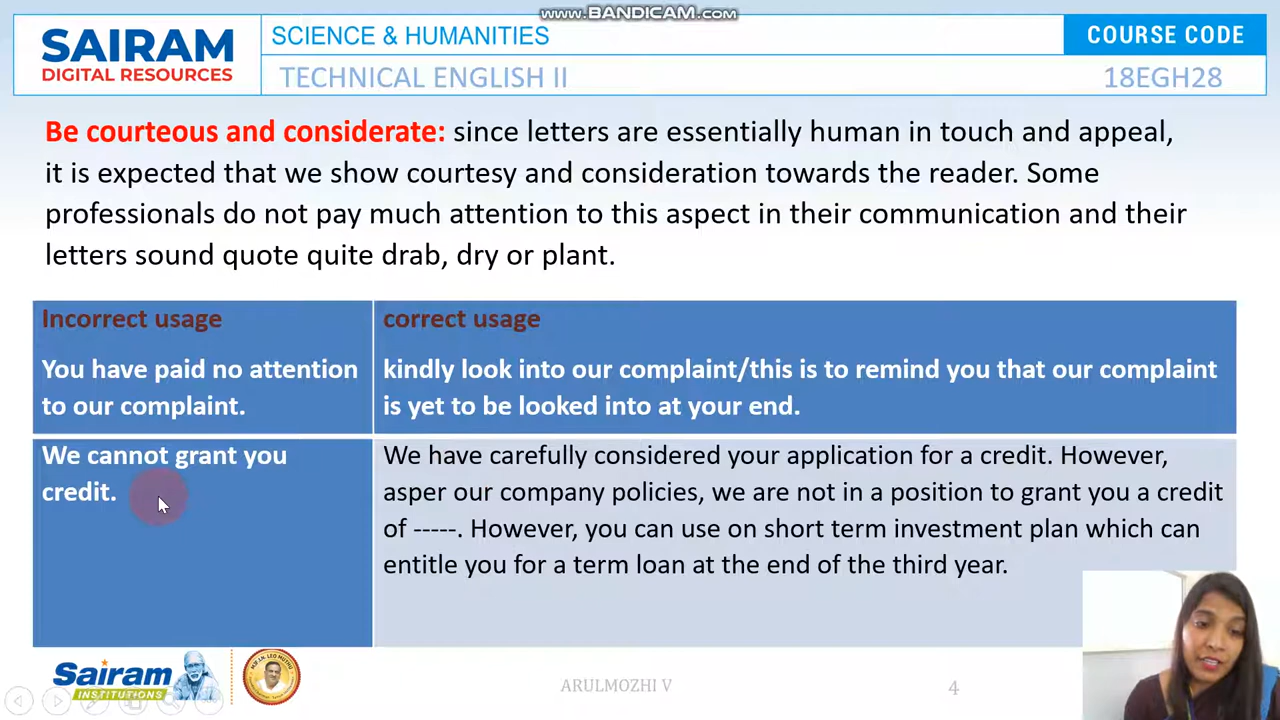 www.BANDICAM.com
SAIRAM
DIGITAL RESOURCES
SCIENCE & HUMANITIES
COURSE CODE
TECHNICAL ENGLISH II
18EGH28
Be courteous and considerate: since letters are essentially human in touch and appeal,
it is expected that we show courtesy and consideration towards the reader. Some
professionals do not pay much attention to this aspect in their communication and their
letters sound quote quite drab, dry or plant.
Incorrect usage
You have paid no attention
to our complaint.
correct usage
kindly look into our complaint/this is to remind you that our complaint
is yet to be looked into at your end.
We cannot grant you
credit.
We have carefully considered your application for a credit. However,
asper our company policies, we are not in a position to grant you a credit
of -----. However, you can use on short term investment plan which can
entitle you for a term loan at the end of the third year.
Sairam
INSTITUTIONS
ARULMOZHI V
4